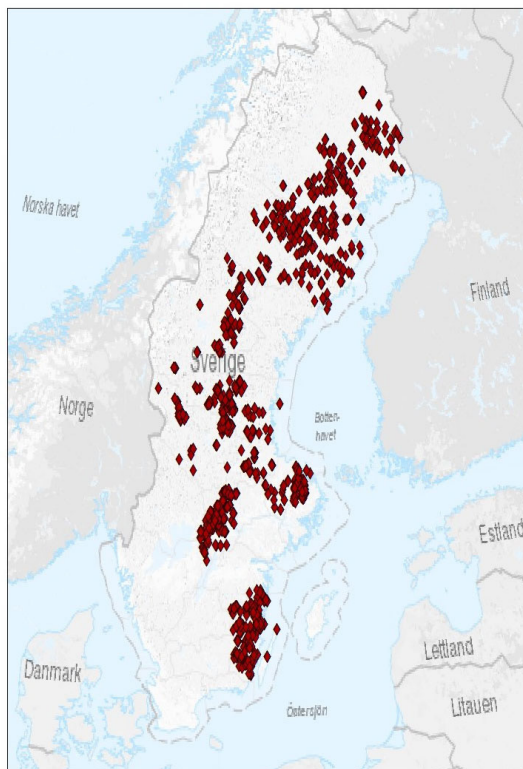 Norska havet
Finland
Sverige
Norge
Botten-
havet
Estland
Lettland
Danmark
Litauen
Östersjön